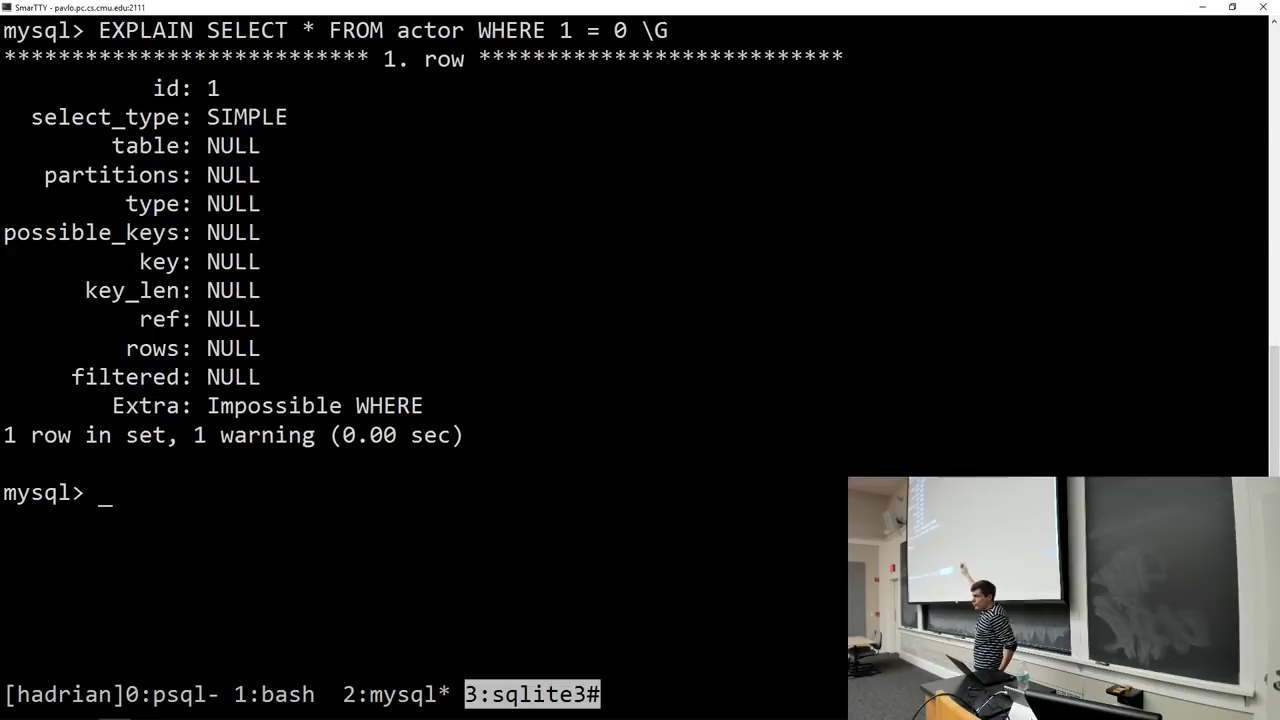 SmarTTY - pavlo.pc.cs.cmu.edu:2111
mysql> EXPLAIN SELECT * FROM actor WHERE 1 = 0 \G
*************************** 1. row ***************************
id: 1
select_type: SIMPLE
table: NULL
partitions: NULL
type: NULL
possible_keys: NULL
key: NULL
key_len: NULL
ref: NULL
rows: NULL
filtered: NULL
Extra: Impossible WHERE
1 row in set, 1 warning (0.00 sec)
mysql> _
[hadrian]0:psql- 1:bash 2:mysql* 3:sqlite3#